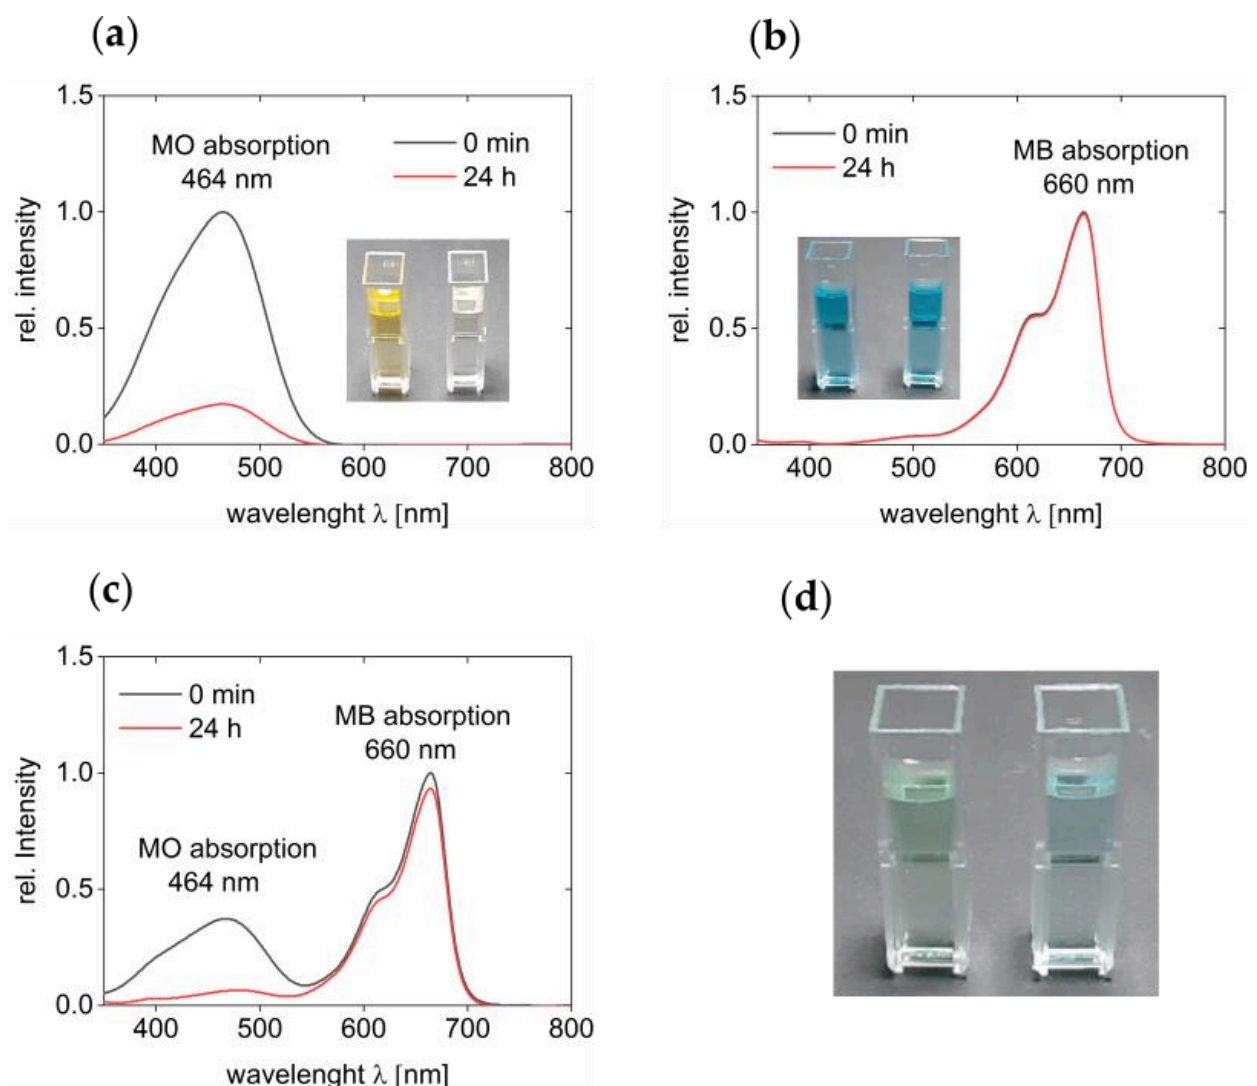 (a)
1.5
MO absorption
464 nm
0 min
24 h
1.0
rel. intensity
0.5
0.0
400 500 600 700 800
wavelenght λ [nm]
(b)
1.5
0 min
24 h
MB absorption
660 nm
1.0
rel. intensity
0.5
0.0
400 500 600 700 800
wavelenght λ [nm]
(c)
1.5
0 min
24 h
MB absorption
660 nm
1.0
rel. Intensity
MO absorption
464 nm
0.5
0.0
400 500 600 700 800
wavelenght λ [nm]
(d)